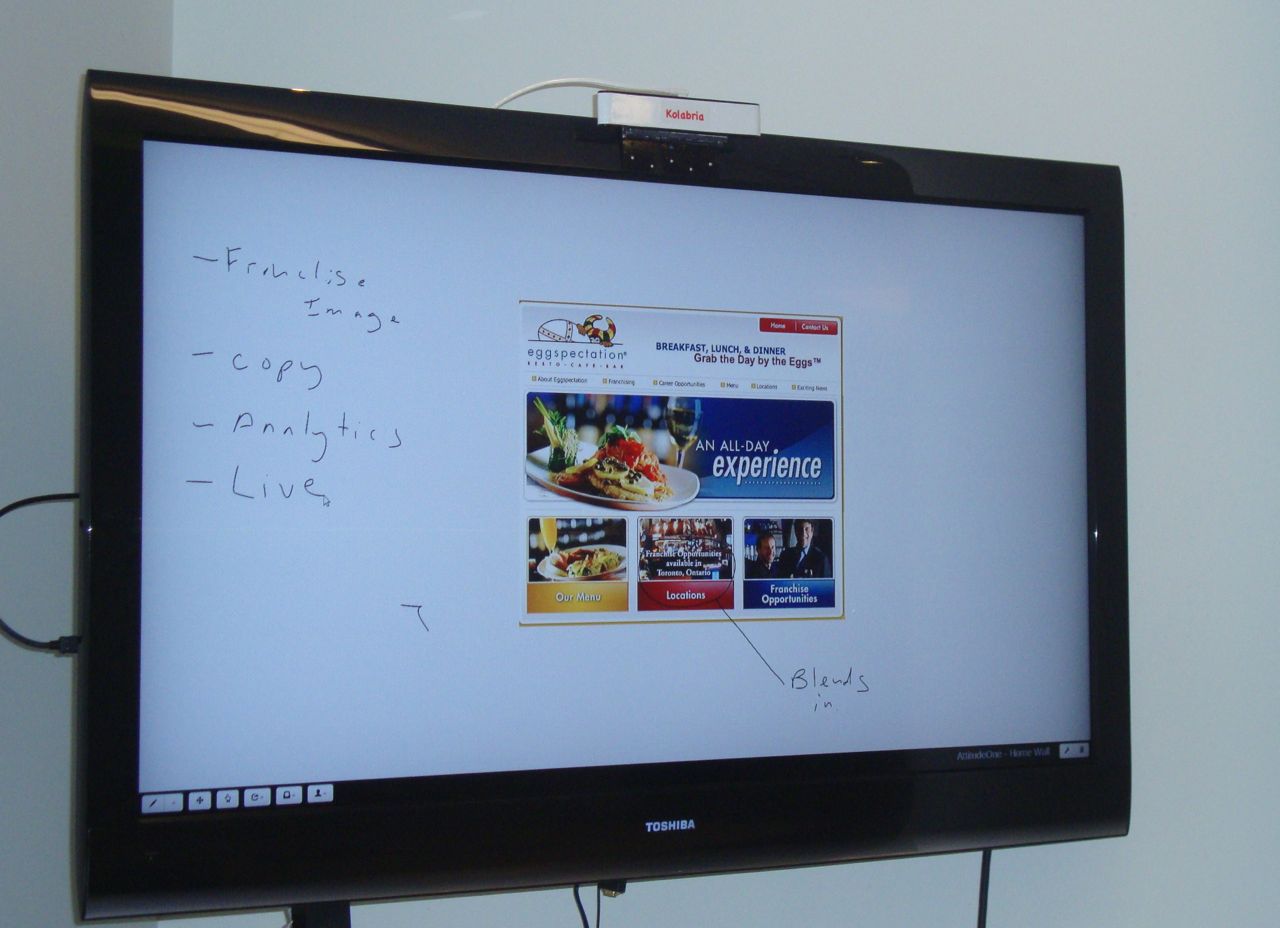 Kolabria
- Franchise
Image
- copy
- Analytics
- Live
eggspectation®
RESTO-CAFE-BAR
Home | Contact Us
BREAKFAST, LUNCH, & DINNER
Grab the Day by the Eggs™
About Eggspectation Franchising Career Opportunities Menu Locations Exciting News
AN ALL-DAY
experience
Our Menu
Franchise Opportunities
available in
Toronto, Ontario
Locations
Franchise
Opportunities
Blends
in.
AttitudeOne - Home Wall
TOSHIBA